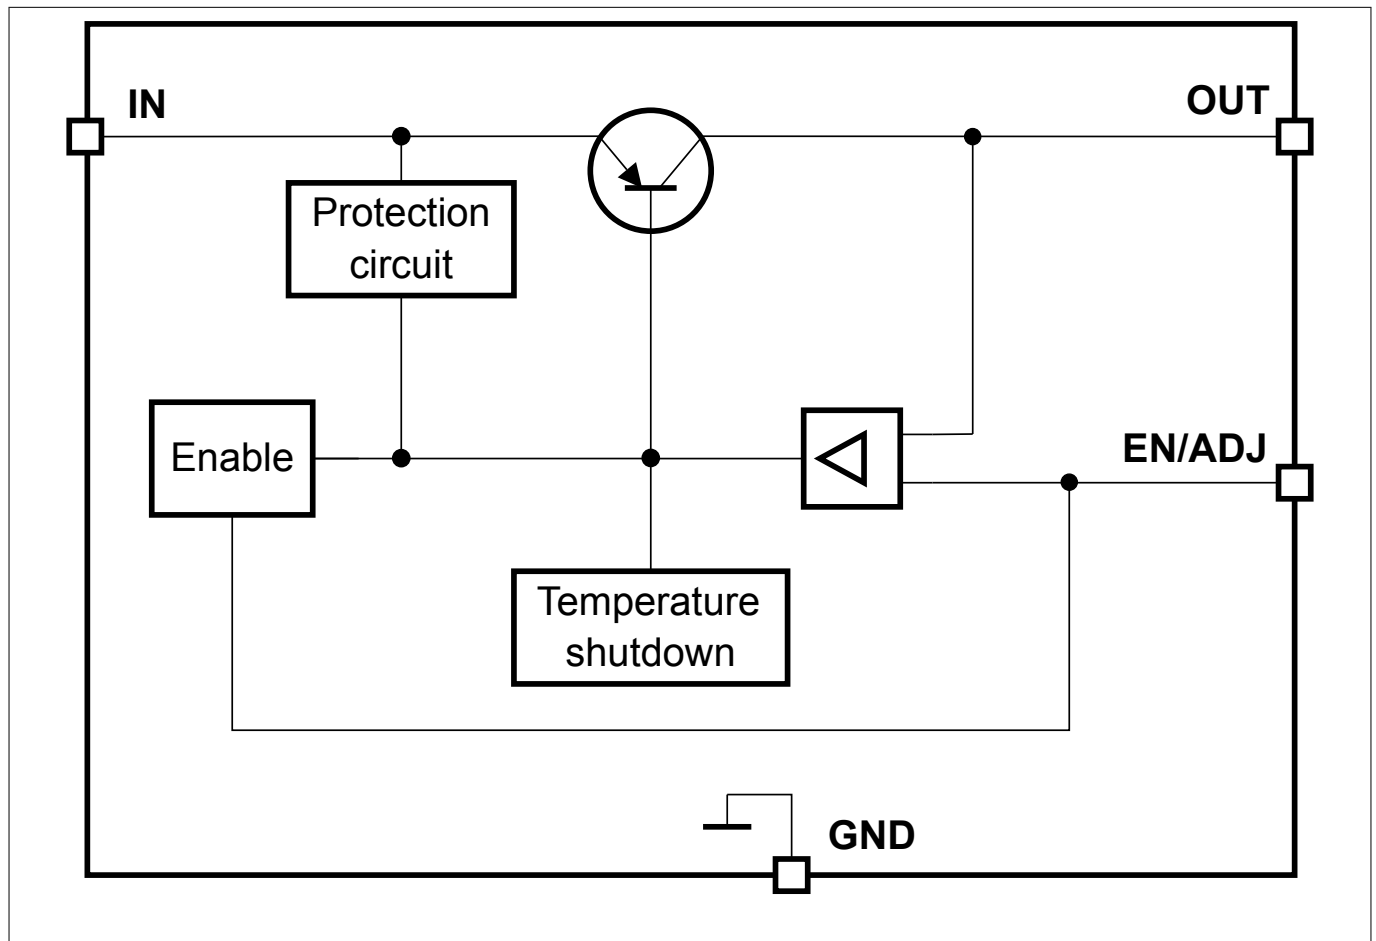 IN
OUT
Protection
circuit
Enable
EN/ADJ
Temperature
shutdown
GND